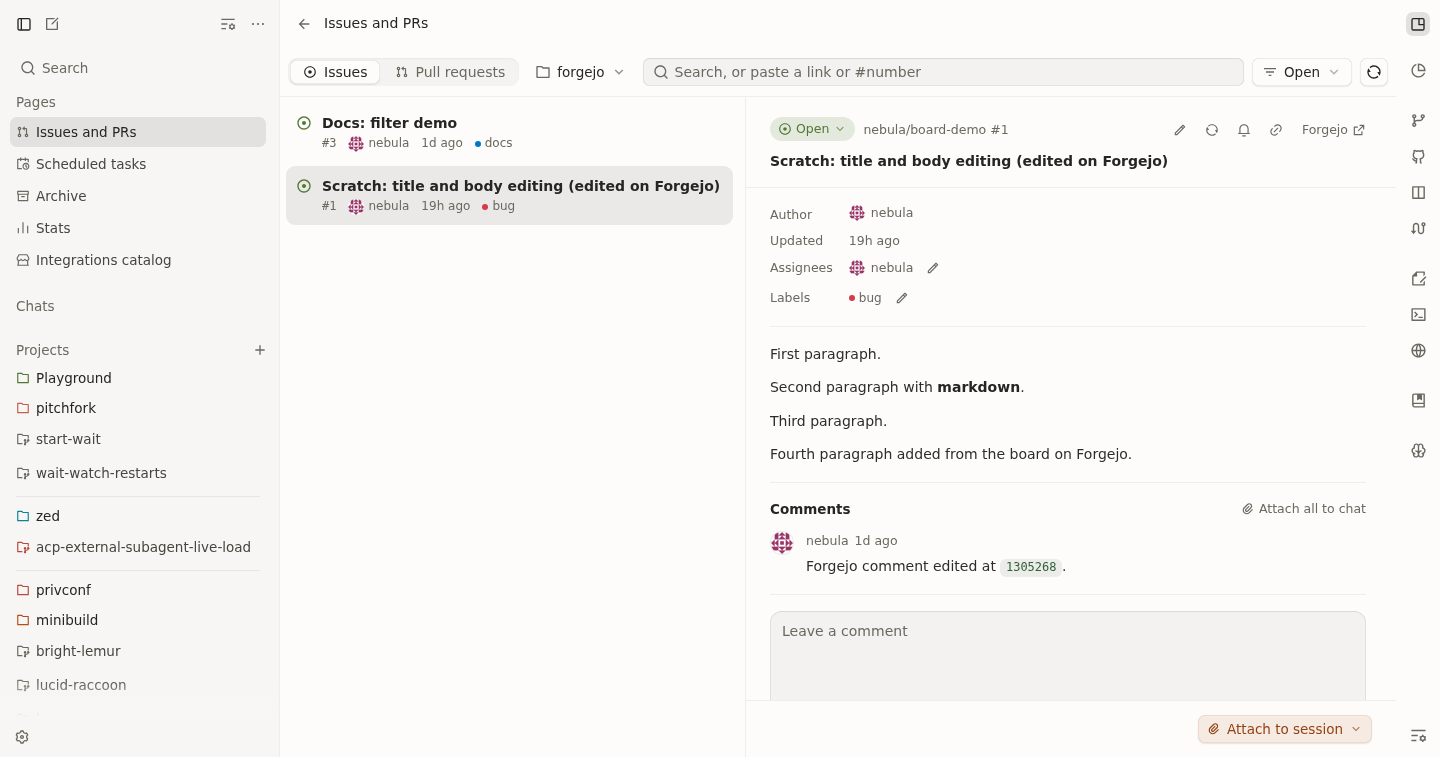 Search
Pages
Issues and PRs
Scheduled tasks
Archive
Stats
Integrations catalog
Chats
Projects
Playground
pitchfork
start-wait
wait-watch-restarts
zed
acp-external-subagent-live-load
privconf
minibuild
bright-lemur
lucid-raccoon
Issues and PRs
Issues
Pull requests
forgejo
Search, or paste a link or #number
Open
Docs: filter demo
#3 nebula 1d ago docs
Scratch: title and body editing (edited on Forgejo)
#1 nebula 19h ago bug
Open nebula/board-demo #1
Forgejo
Scratch: title and body editing (edited on Forgejo)
Author nebula
Updated 19h ago
Assignees nebula
Labels bug
First paragraph.
Second paragraph with markdown.
Third paragraph.
Fourth paragraph added from the board on Forgejo.
Comments
Attach all to chat
nebula 1d ago
Forgejo comment edited at 1305268.
Leave a comment
Attach to session